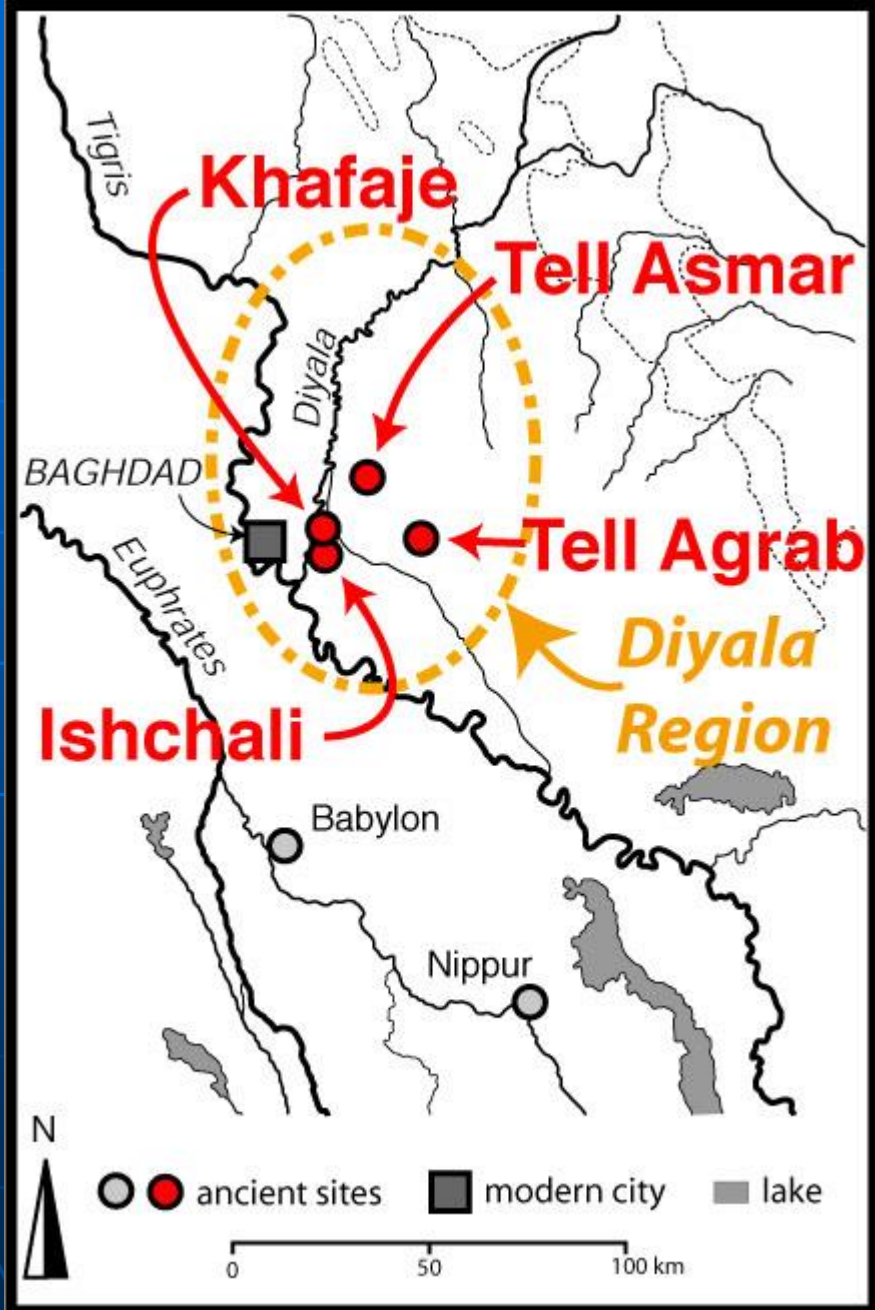 Tigris
Khafaje
Tell Asmar
Diyala
BAGHDAD
Tell Agrab
Euphrates
Diyala
Region
Ishchali
Babylon
Nippur
N
ancient sites
modern city
lake
0
50
100 km